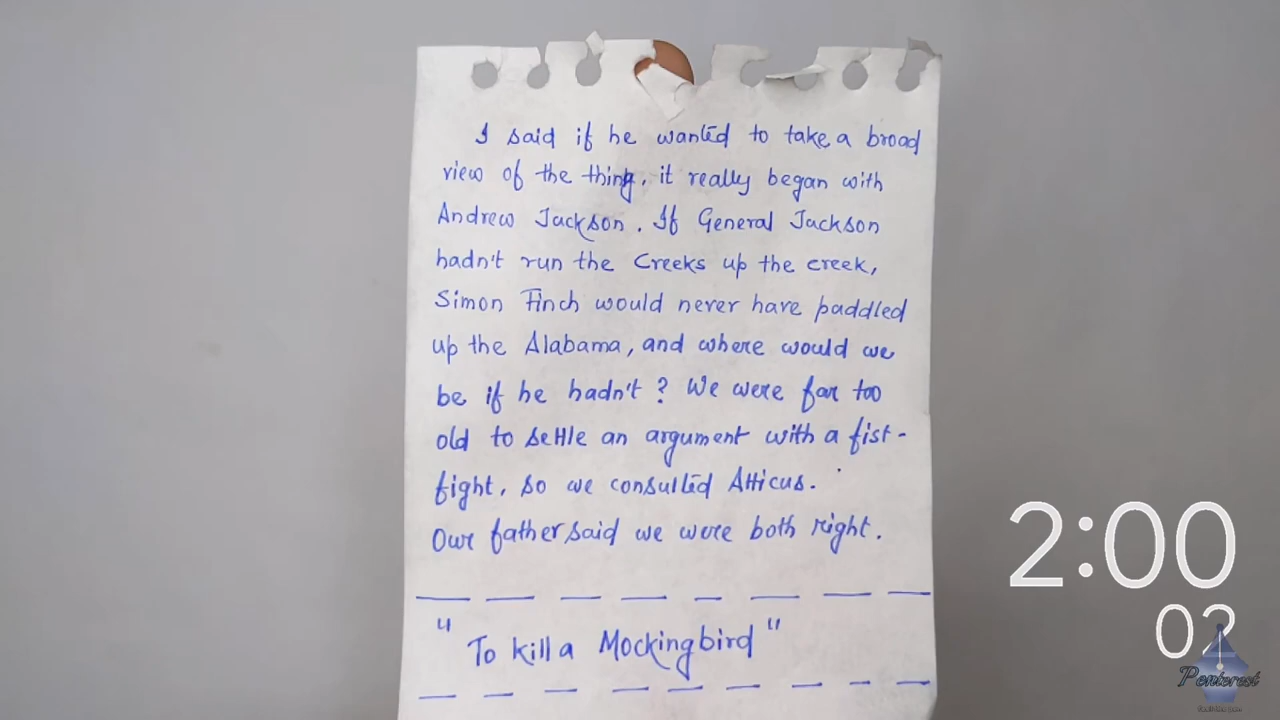 I said if he wanted to take a broad
view of the thing, it really began with
Andrew Jackson. If General Jackson
hadn't run the Creeks up the creek,
Simon Finch would never have paddled
up the Alabama, and where would we
be if he hadn't? We were far too
old to settle an argument with a fist-
fight, so we consulted Atticus.
Our father said we were both right.
"To kill a Mockingbird"
2:00
02
Penterest